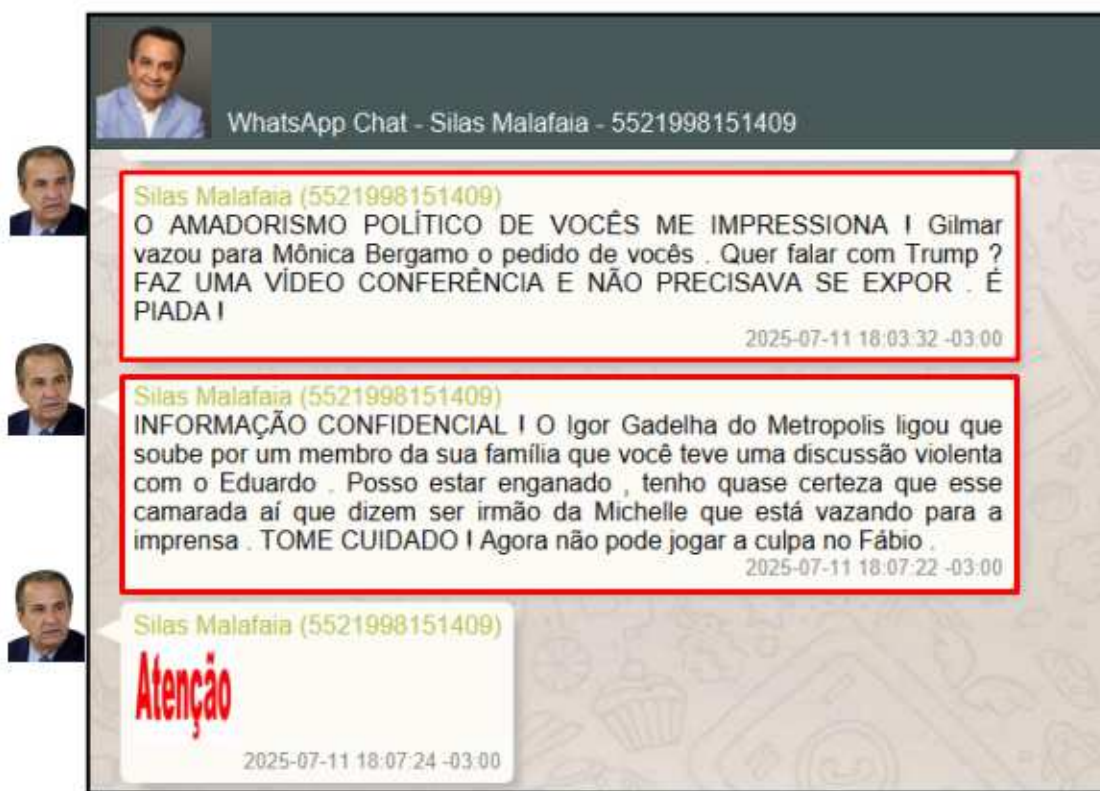 WhatsApp Chat - Silas Malafaia - 5521998151409
Silas Malafaia (5521998151409)
O AMADORISMO POLÍTICO DE VOCÊS ME IMPRESSIONA ! Gilmar
vazou para Mônica Bergamo o pedido de vocês . Quer falar com Trump ?
FAZ UMA VÍDEO CONFERÊNCIA E NÃO PRECISAVA SE EXPOR . É
PIADA !
2025-07-11 18:03:32 -03:00
Silas Malafaia (5521998151409)
INFORMAÇÃO CONFIDENCIAL ! O Igor Gadelha do Metropolis ligou que
soube por um membro da sua família que você teve uma discussão violenta
com o Eduardo . Posso estar enganado , tenho quase certeza que esse
camarada aí que dizem ser irmão da Michelle que está vazando para a
imprensa . TOME CUIDADO ! Agora não pode jogar a culpa no Fábio .
2025-07-11 18:07:22 -03:00
Silas Malafaia (5521998151409)
Atenção
2025-07-11 18:07:24 -03:00